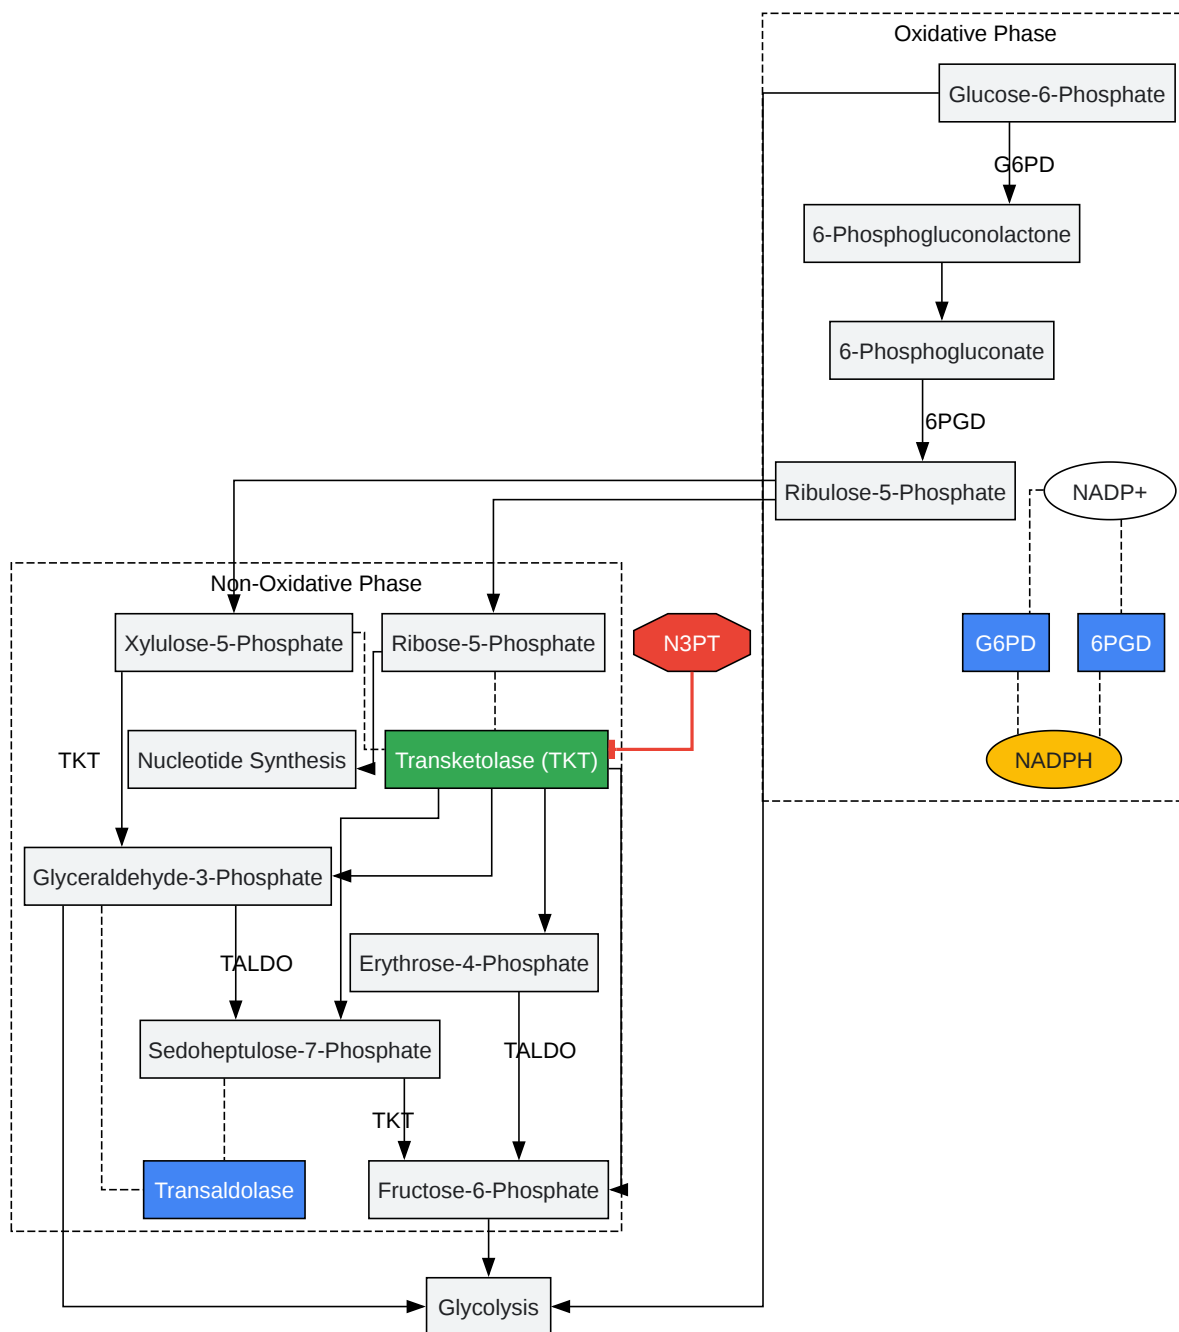 Oxidative Phase
Glucose-6-Phosphate
G6PD
6-Phosphogluconolactone
6-Phosphogluconate
6PGD
Ribulose-5-Phosphate
NADP+
Non-Oxidative Phase
Xylulose-5-Phosphate
Ribose-5-Phosphate
N3PT
G6PD
6PGD
TKT
Nucleotide Synthesis
Transketolase (TKT)
NADPH
Glyceraldehyde-3-Phosphate
TALDO
Erythrose-4-Phosphate
Sedoheptulose-7-Phosphate
TALDO
TKT
Transaldolase
Fructose-6-Phosphate
Glycolysis